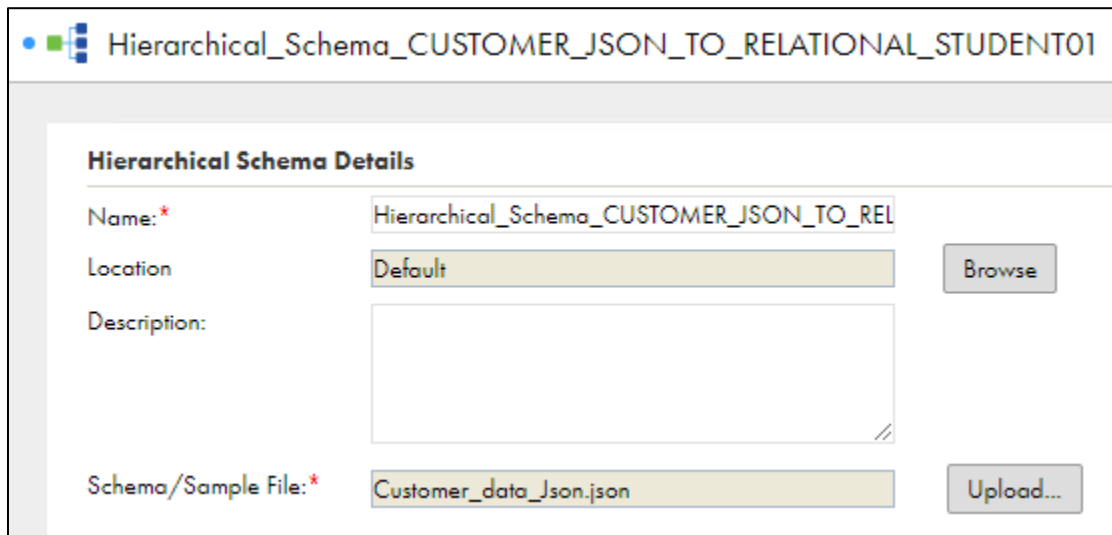 Hierarchical_Schema_CUSTOMER_JSON_TO_RELATIONAL_STUDENT01
Hierarchical Schema Details
Name:* Hierarchical_Schema_CUSTOMER_JSON_TO_REL
Location Default Browse
Description:
Schema/Sample File:* Customer_data_Json.json Upload...